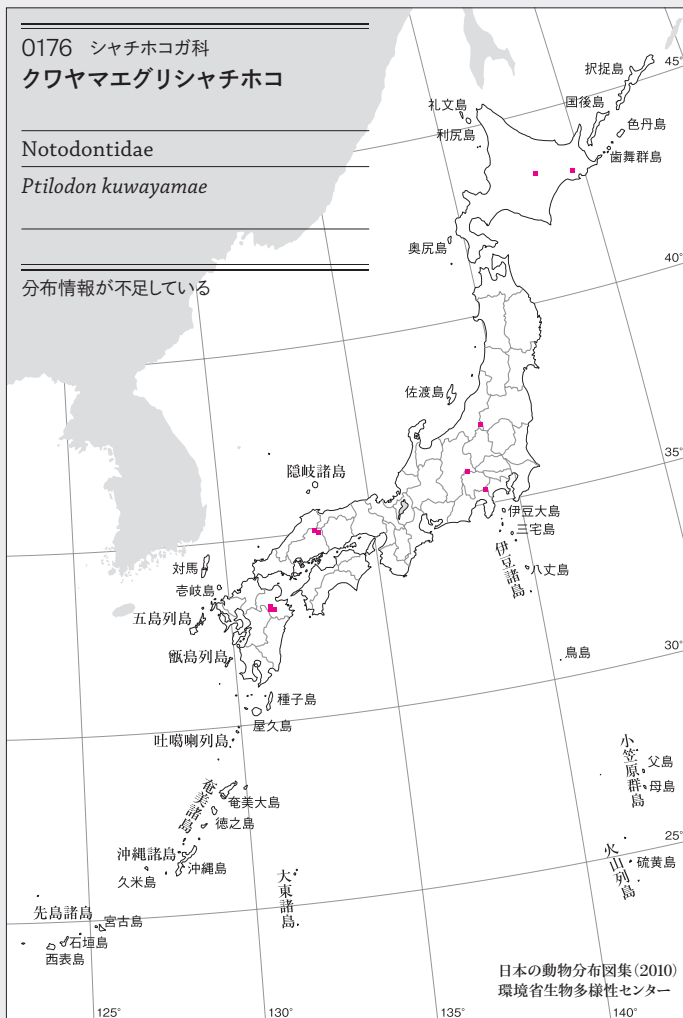 0176 シャチホコガ科
クワヤマエグリシャチホコ
Notodontidae
Ptilodon kuwayamae
分布情報が不足している
45°
択捉島
国後島
礼文島
色丹島
利尻島
歯舞群島
奥尻島
40°
佐渡島
35°
隠岐諸島
伊豆大島
三宅島
伊豆諸島
八丈島
対馬
壱岐島
五島列島
甑島列島
鳥島
30°
種子島
屋久島
吐噶喇列島
小笠原群島
父島
母島
奄美諸島
奄美大島
徳之島
沖縄諸島
沖縄島
久米島
25°
火山列島
硫黄島
大東諸島
先島諸島
宮古島
石垣島
西表島
日本の動物分布図集(2010)
環境省生物多様性センター
125°
130°
135°
140°